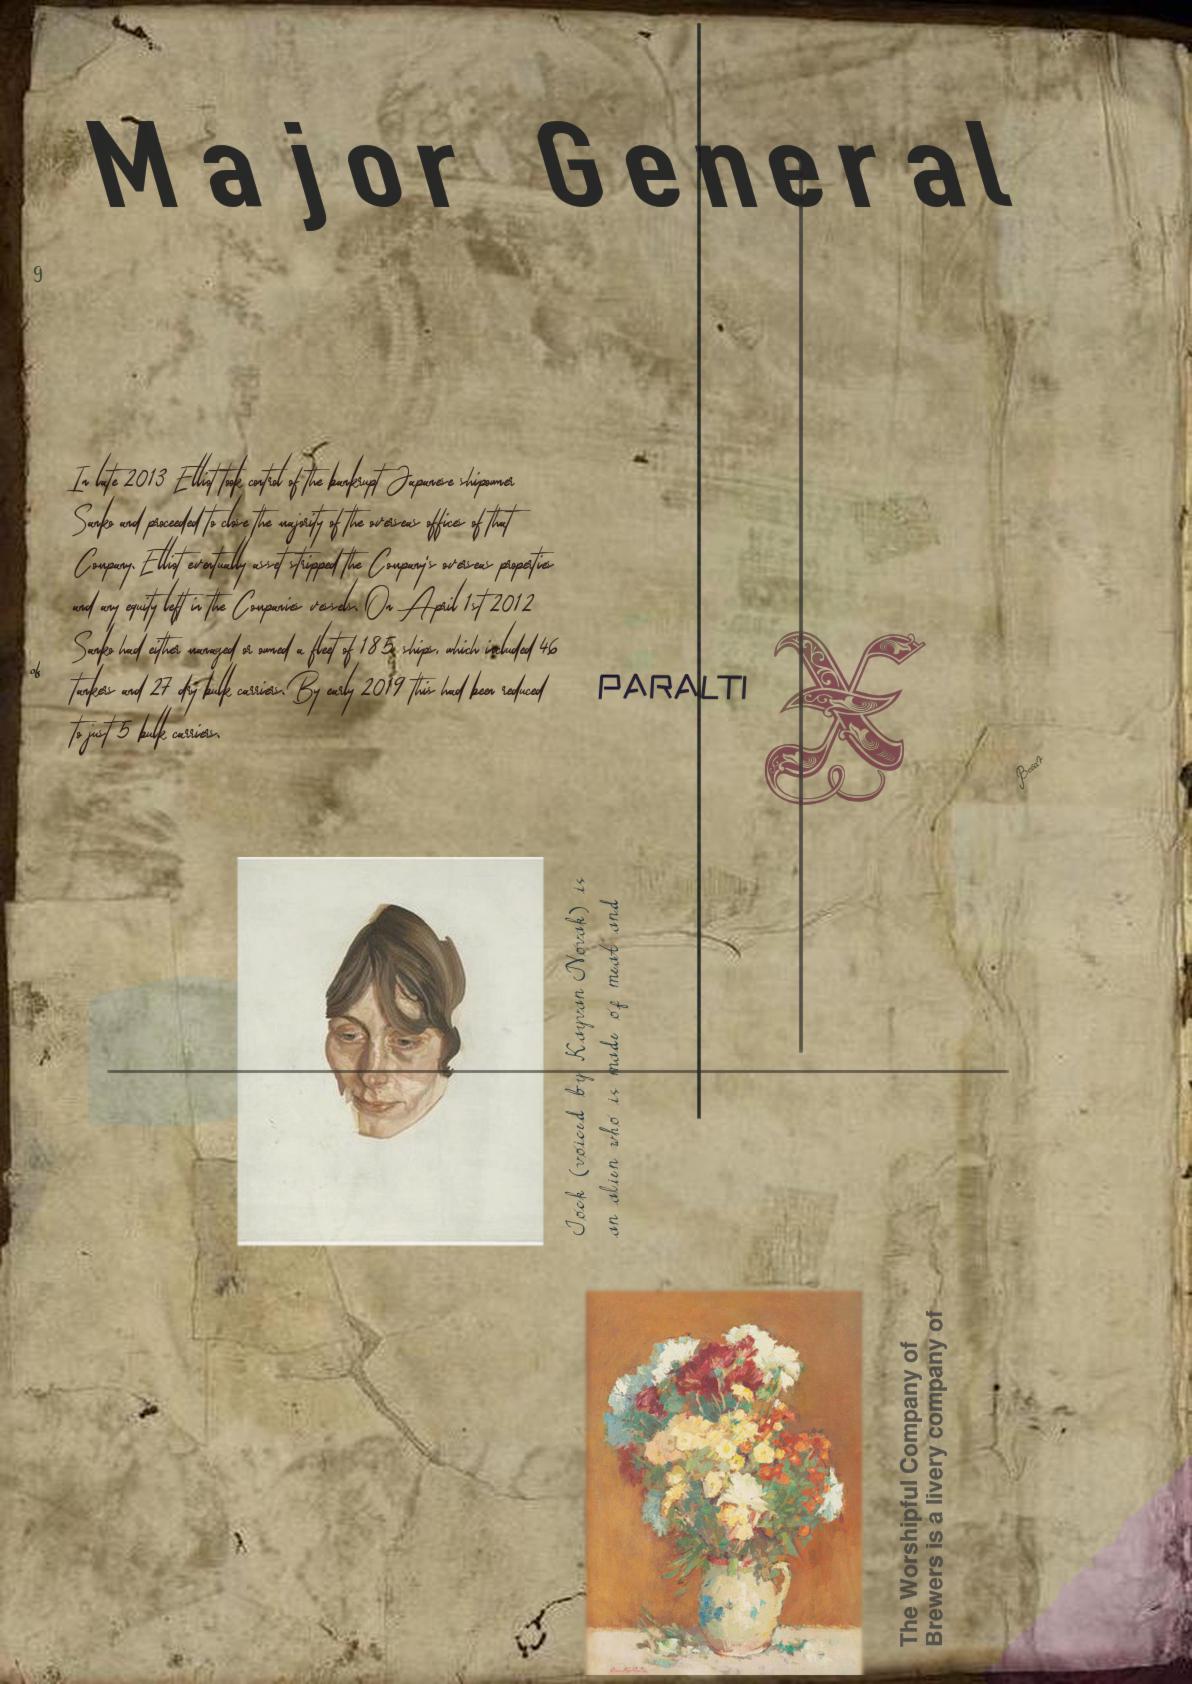 Major General
9
In late 2013 Elliot took control of the bankrupt Japanese shipowner
Sanko and proceeded to close the majority of the overseas offices of that
Company. Elliot eventually asset stripped the Company's overseas properties
and any equity left in the Companies vessels. On April 1st 2012
Sanko had either managed or owned a fleet of 185 ships, which included 46
tankers and 27 dry bulk carriers. By early 2019 this had been reduced
to just 5 bulk carriers.
of
PARALTI
X
Jock (voiced by Kayvan Novak) is
an alien who is made of meat and
The Worshipful Company of
Brewers is a livery company of